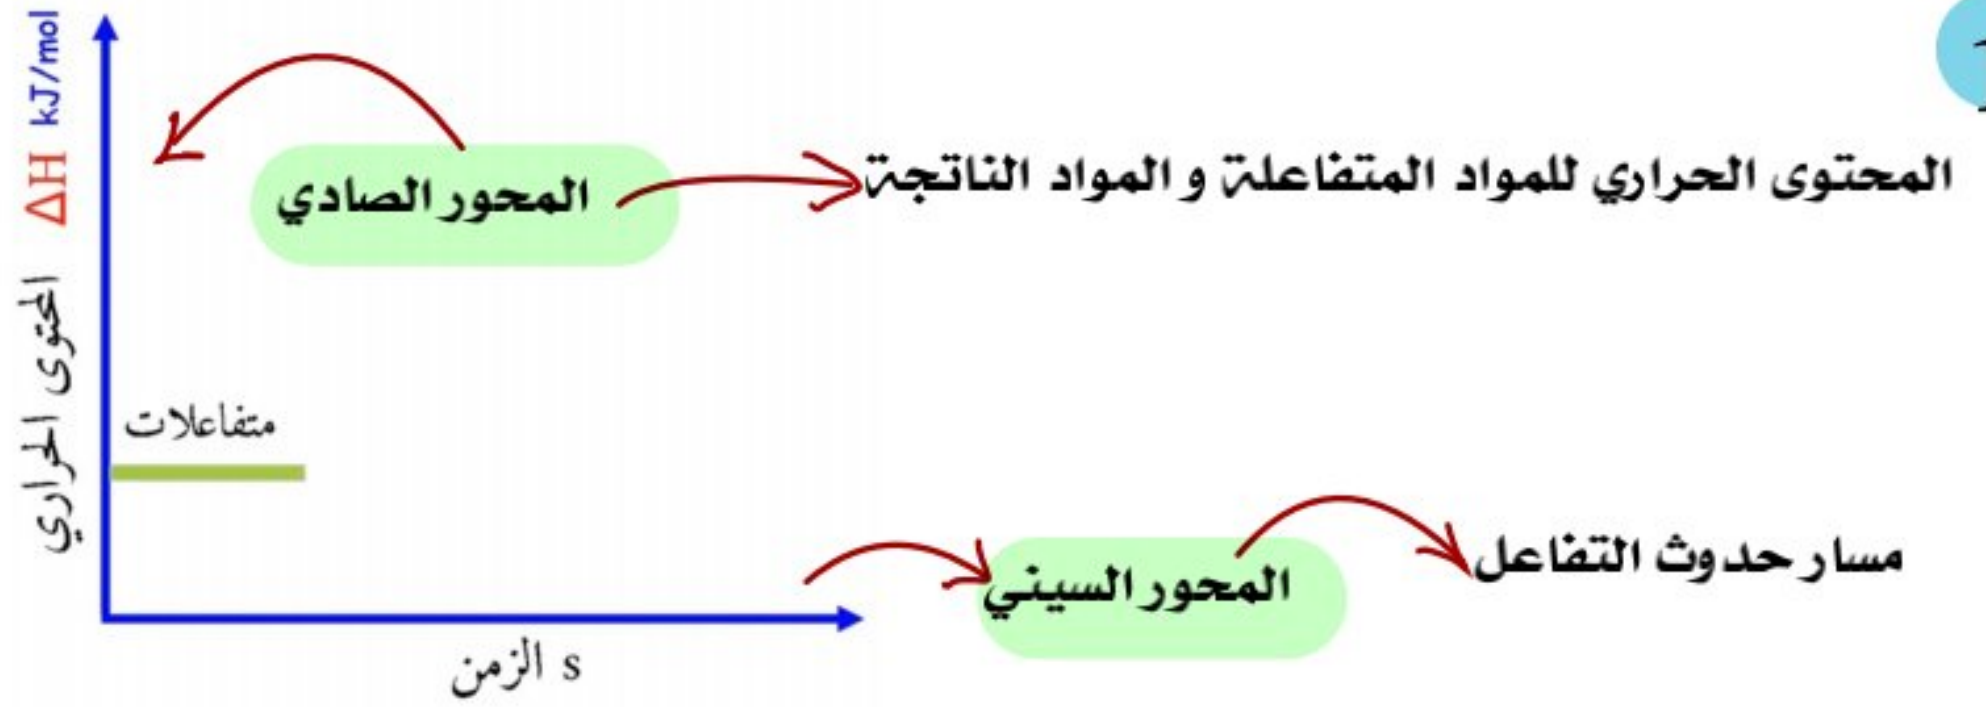 المحتوى الحراري ΔH kJ/mol
المحور الصادي
المحتوى الحراري للمواد المتفاعلة و المواد الناتجة
متفاعلات
المحور السيني
مسار حدوث التفاعل
الزمن s